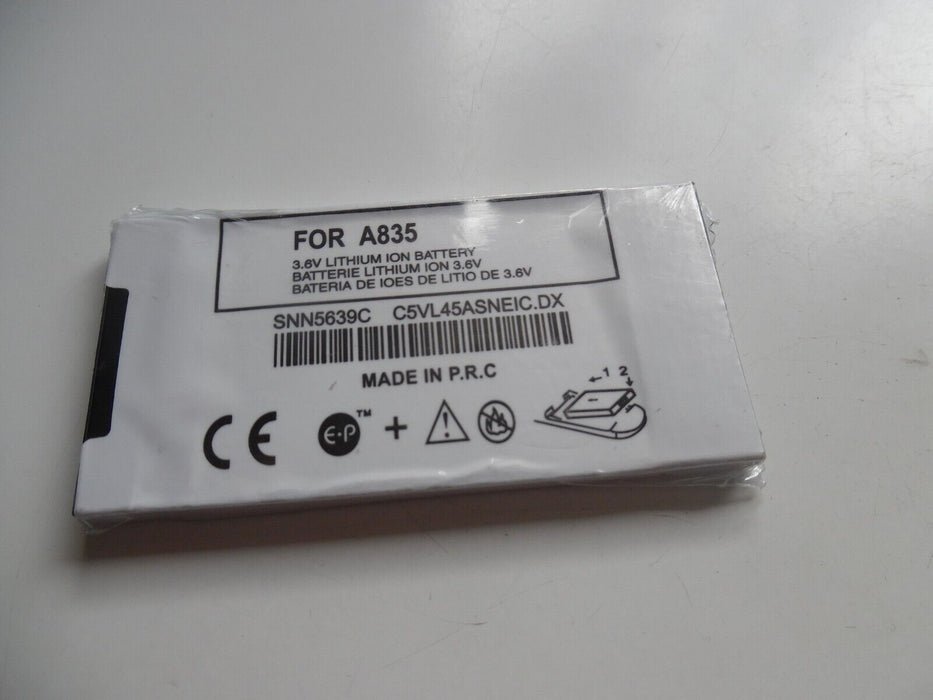 FOR A835
3.6V LITHIUM ION BATTERY
BATTERIE LITHIUM ION 3.6V
BATERIA DE IOES DE LITIO DE 3.6V
SNN5639C C5VL45ASNEIC.DX
MADE IN P.R.C
CE E·P™ + ←1 2